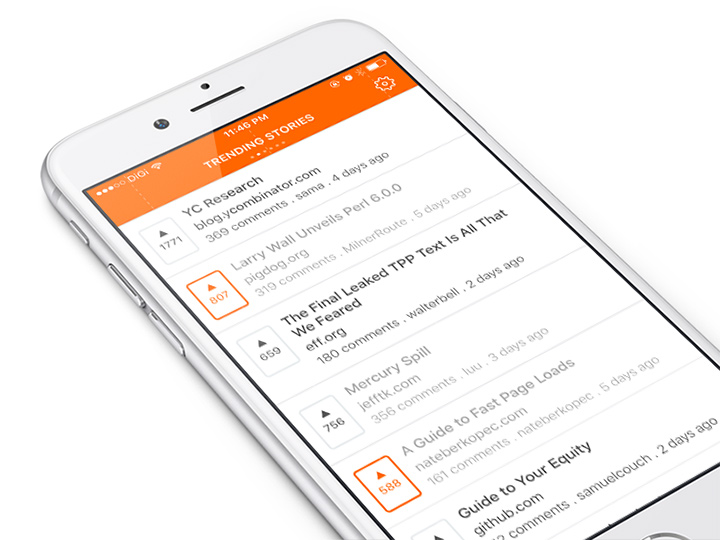 DiGi
11:46 PM
TRENDING STORIES
1771
YC Research
blog.ycombinator.com
369 comments . sama . 4 days ago
807
Larry Wall Unveils Perl 6.0.0
pigdog.org
319 comments . MilnerRoute . 5 days ago
659
The Final Leaked TPP Text Is All That
We Feared
eff.org
180 comments . walterbell . 2 days ago
756
Mercury Spill
jefftk.com
356 comments . luu . 3 days ago
588
A Guide to Fast Page Loads
nateberkopec.com
161 comments . nateberkopec . 5 days ago
Guide to Your Equity
github.com
comments . samuelcouch . 2 days ago